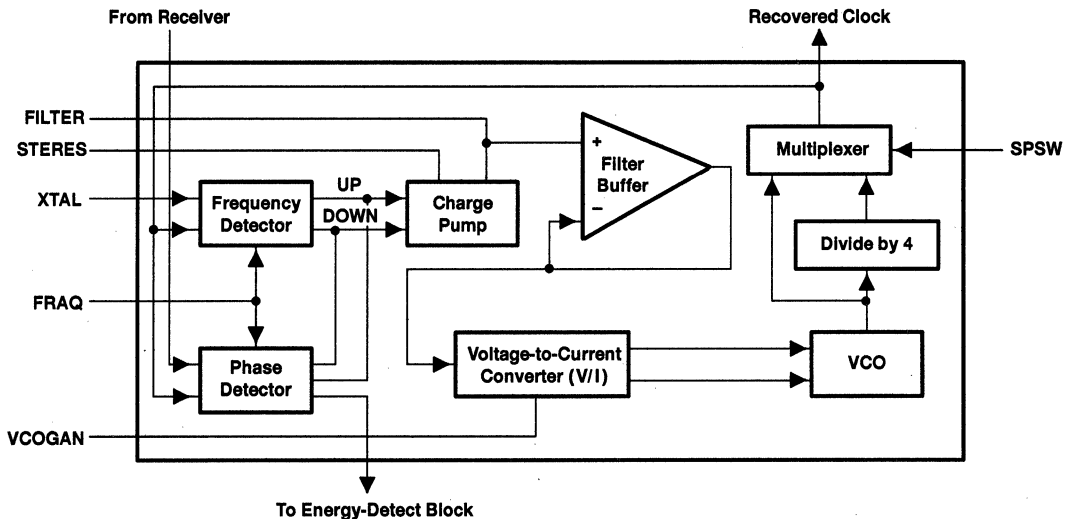 From Receiver
Recovered Clock
FILTER
STERES
XTAL
FRAQ
VCOGAN
SPSW
UP
DOWN
Frequency
Detector
Charge
Pump
+
Filter
Buffer
−
Multiplexer
Divide by 4
Phase
Detector
Voltage-to-Current
Converter (V/I)
VCO
To Energy-Detect Block